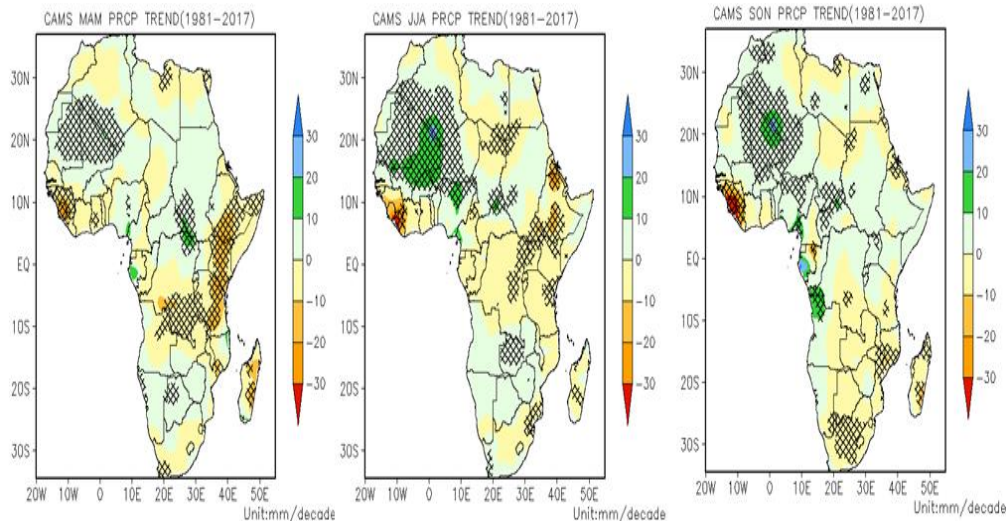 CAMS MAM PRCP TREND(1981-2017)
30N
20N
10N
EQ
10S
20S
30S
20W 10W 0 10E 20E 30E 40E 50E
30
20
10
0
-10
-20
-30
Unit:mm/decade
CAMS JJA PRCP TREND(1981-2017)
30N
20N
10N
EQ
10S
20S
30S
20W 10W 0 10E 20E 30E 40E 50E
30
20
10
0
-10
-20
-30
Unit:mm/decade
CAMS SON PRCP TREND(1981-2017)
30N
20N
10N
EQ
10S
20S
30S
20W 10W 0 10E 20E 30E 40E 50E
30
20
10
0
-10
-20
-30
Unit:mm/decade